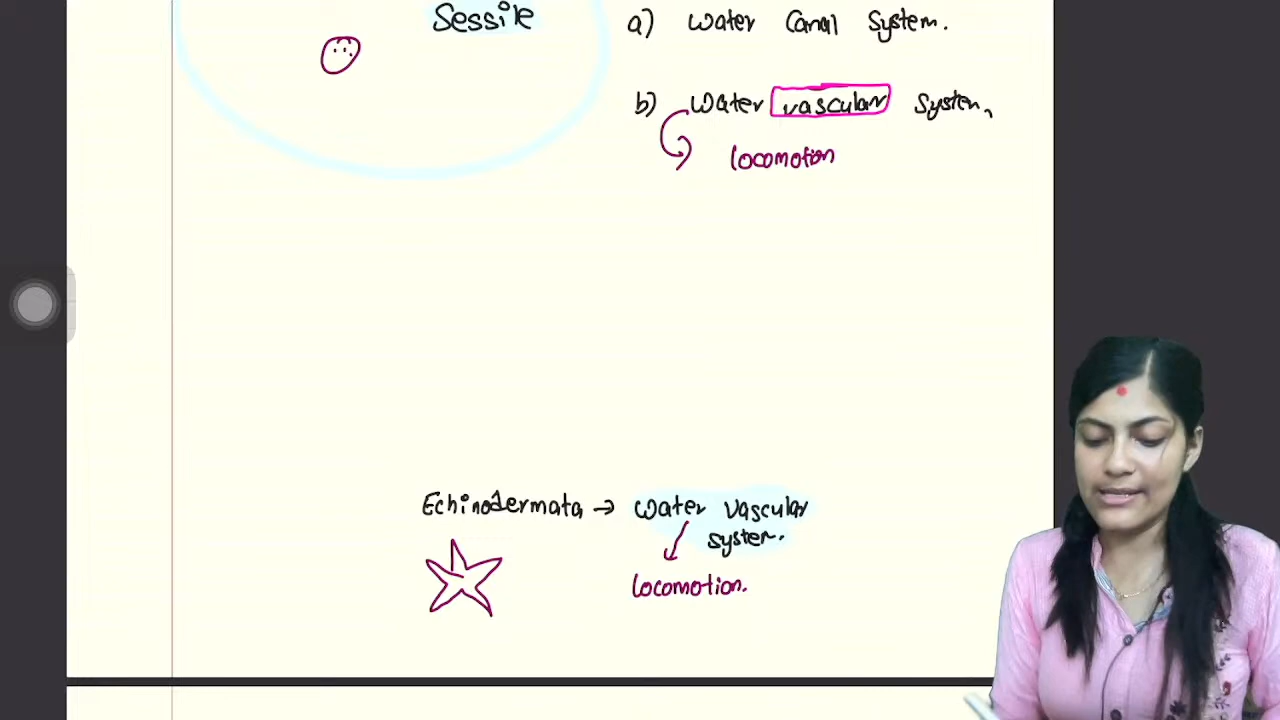 Sessile
a) Water Canal System.
b) Water vascular System,
locomotion
Echinodermata → Water vascular
system.
locomotion.